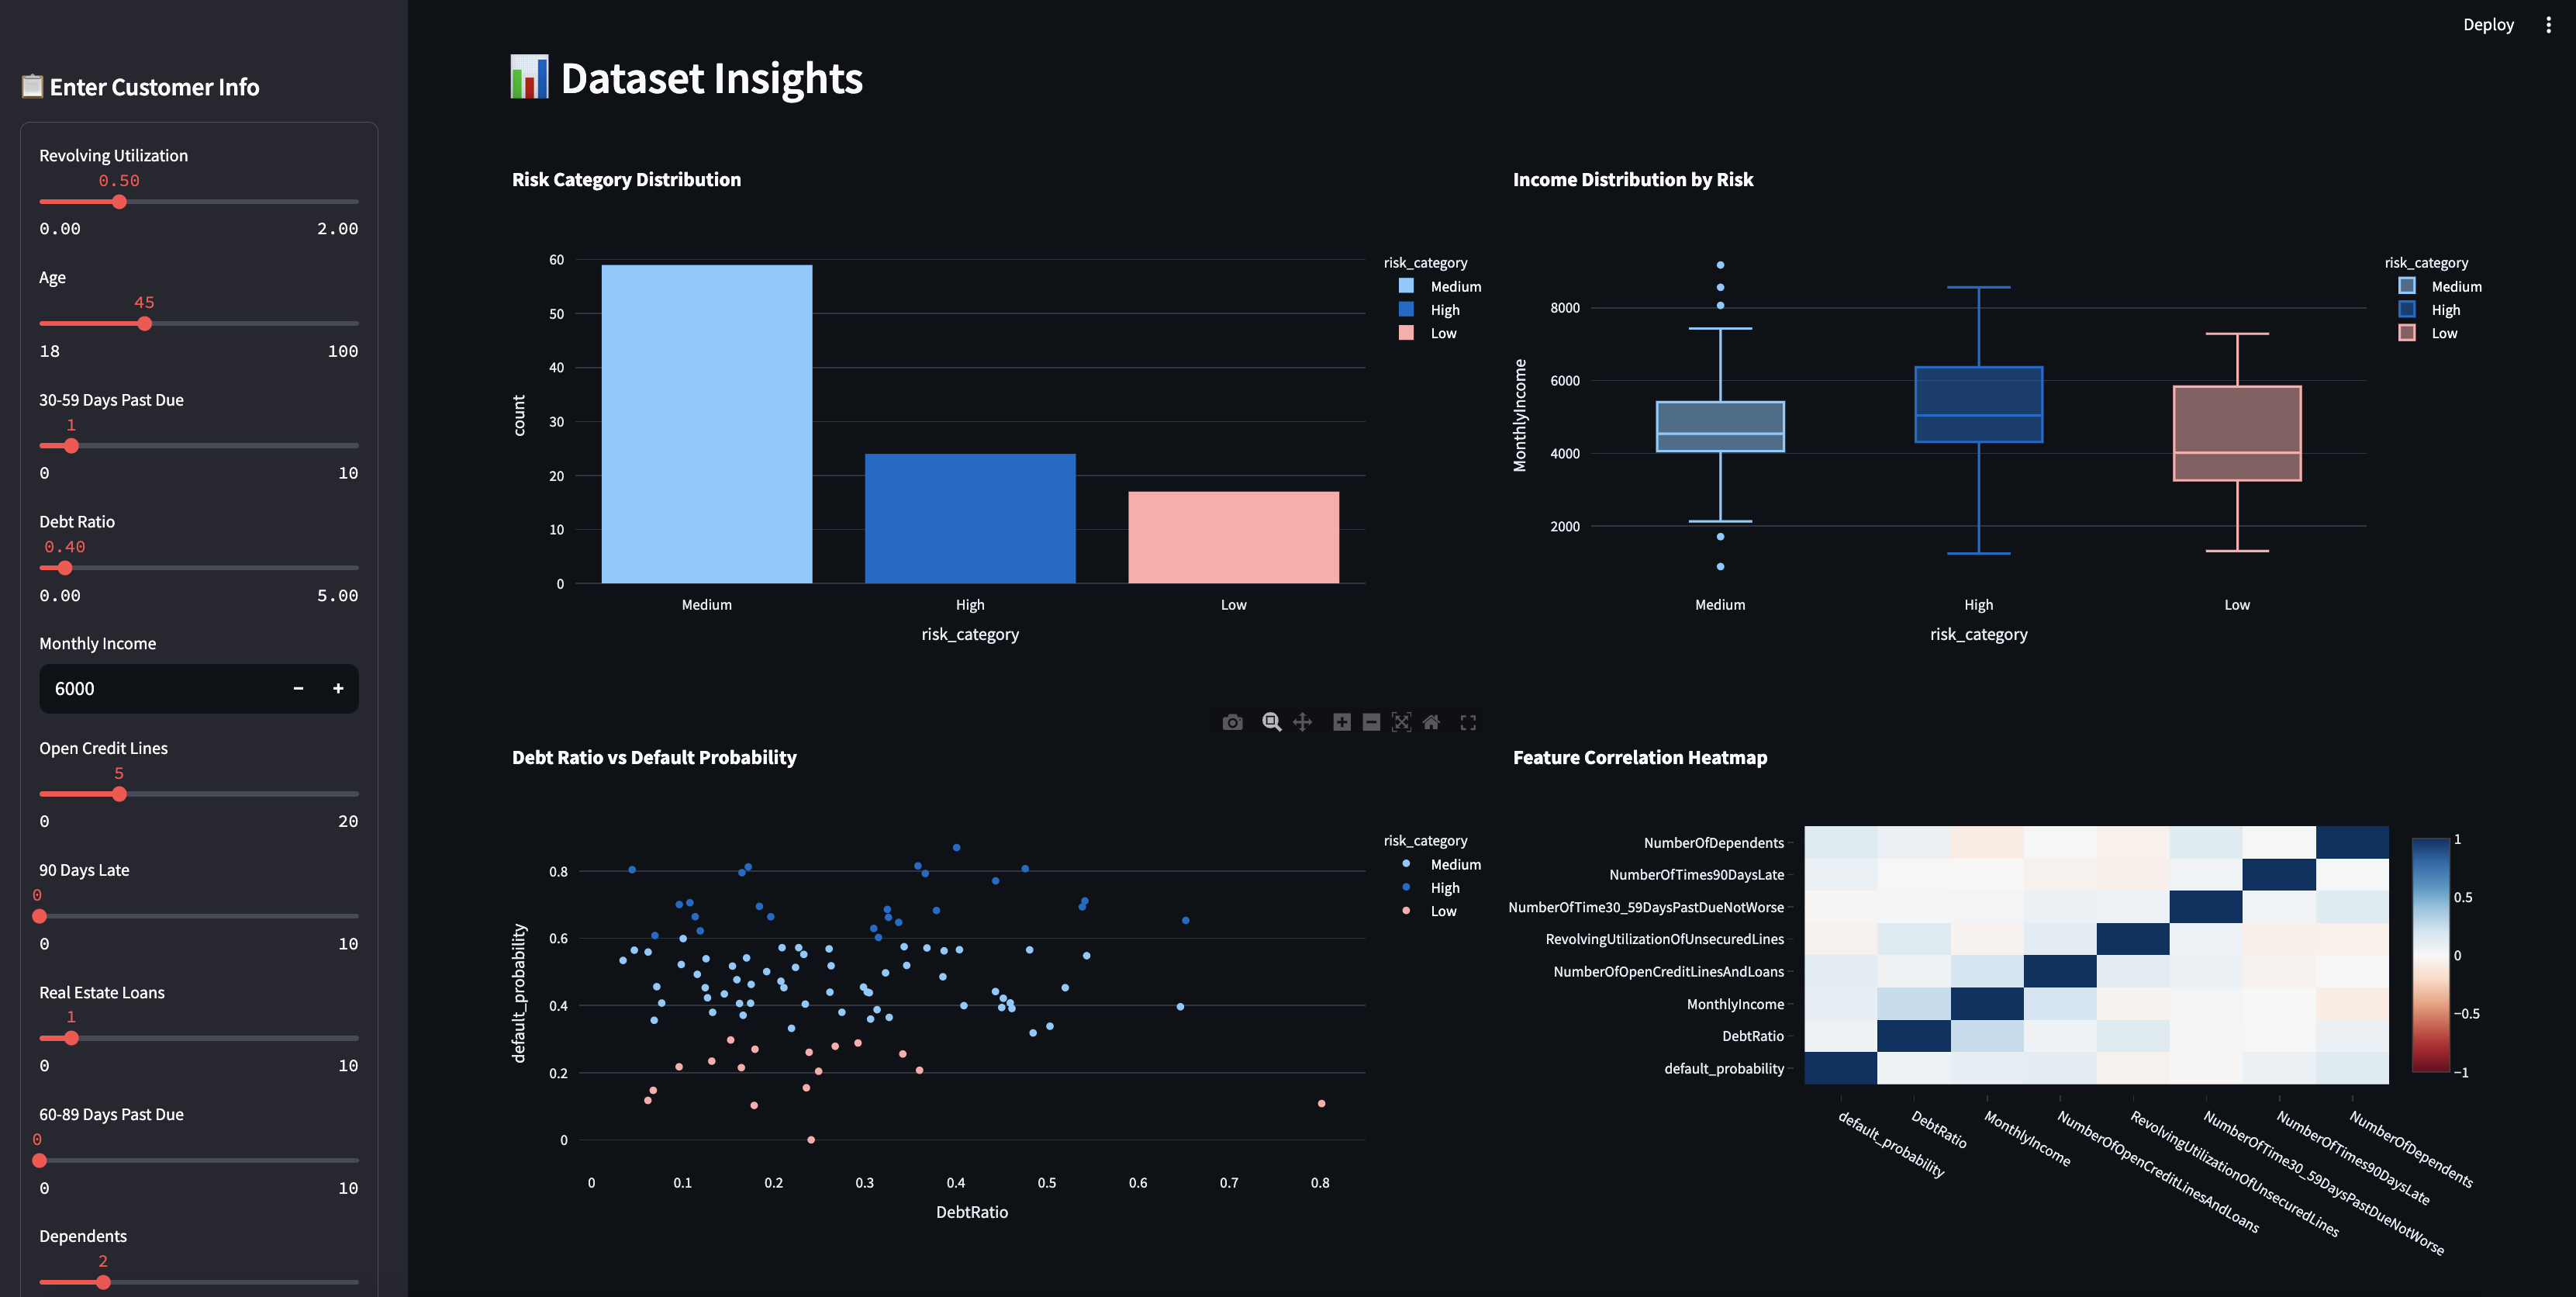 Deploy
Enter Customer Info
Revolving Utilization
0.50
0.00 2.00
Age
45
18 100
30-59 Days Past Due
1
0 10
Debt Ratio
0.40
0.00 5.00
Monthly Income
6000
Open Credit Lines
5
0 20
90 Days Late
0
0 10
Real Estate Loans
1
0 10
60-89 Days Past Due
0
0 10
Dependents
2
Dataset Insights
Risk Category Distribution
count
60
50
40
30
20
10
0
Medium High Low
risk_category
risk_category
Medium
High
Low
Income Distribution by Risk
MonthlyIncome
8000
6000
4000
2000
Medium High Low
risk_category
risk_category
Medium
High
Low
Debt Ratio vs Default Probability
default_probability
0.8
0.6
0.4
0.2
0
0 0.1 0.2 0.3 0.4 0.5 0.6 0.7 0.8
DebtRatio
risk_category
Medium
High
Low
Feature Correlation Heatmap
NumberOfDependents
NumberOfTimes90DaysLate
NumberOfTime30_59DaysPastDueNotWorse
RevolvingUtilizationOfUnsecuredLines
NumberOfOpenCreditLinesAndLoans
MonthlyIncome
DebtRatio
default_probability
default_probability
DebtRatio
MonthlyIncome
NumberOfOpenCreditLinesAndLoans
RevolvingUtilizationOfUnsecuredLines
NumberOfTime30_59DaysPastDueNotWorse
NumberOfTimes90DaysLate
NumberOfDependents
1
0.5
0
−0.5
−1